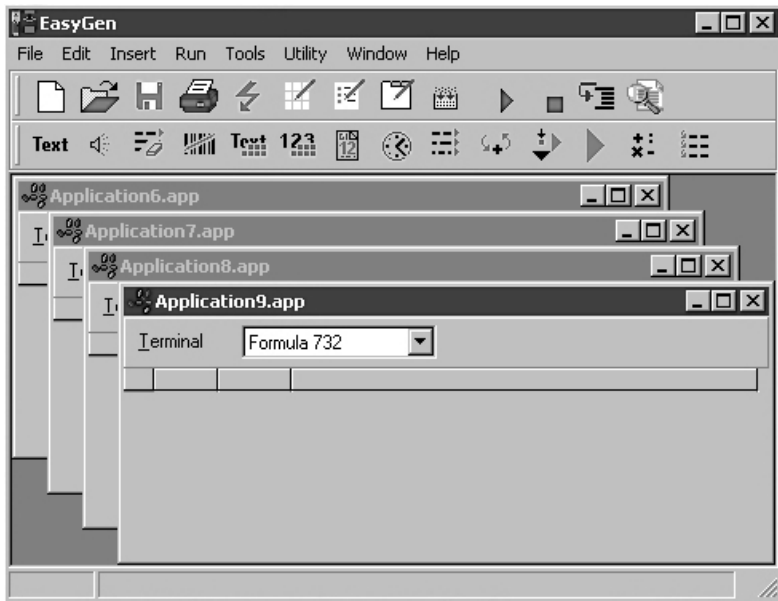 EasyGen
File Edit Insert Run Tools Utility Window Help
Text Text 123 12
Application6.app
Application7.app
Application8.app
Application9.app
Terminal Formula 732